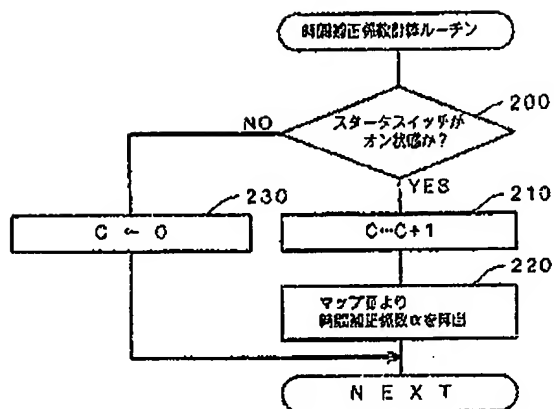 時間補正係数計算ルーチン
200
スタータスイッチが
オン状態か？
NO
YES
230
210
C ← 0
C←C+1
220
マップ より
時間補正係数αを算出
NEXT